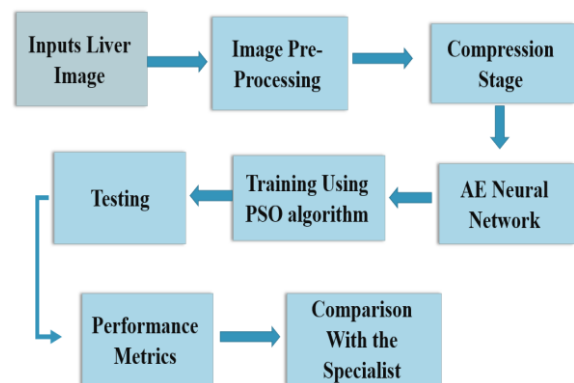 Inputs Liver
Image
Image Pre-
Processing
Compression
Stage
AE Neural
Network
Training Using
PSO algorithm
Testing
Performance
Metrics
Comparison
With the
Specialist